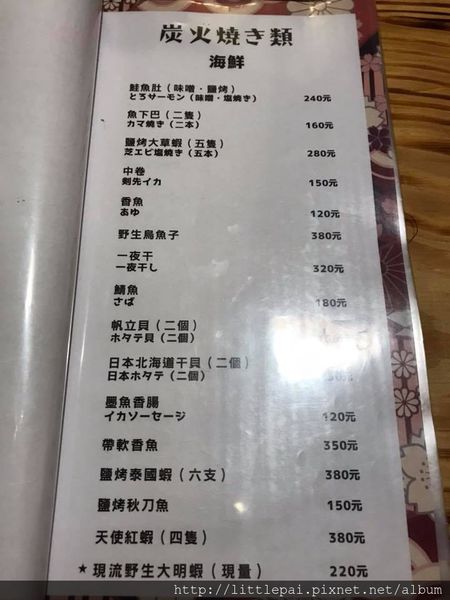 炭火燒き類
海鮮
鮭魚肚（味噌・鹽烤）
とろサーモン（味噌・塩焼き） 240元
魚下巴（二隻）
カマ焼き（二本） 160元
鹽烤大草蝦（五隻）
芝エビ塩焼き（五本） 280元
中卷
剣先イカ 150元
香魚
あゆ 120元
野生烏魚子 380元
一夜干
一夜干し 320元
鯖魚
さば 180元
帆立貝（二個）
ホタテ貝（二個）
日本北海道干貝（二個）
日本ホタテ（二個）
墨魚香腸
イカソーセージ 120元
帶軟香魚 350元
鹽烤泰國蝦（六支） 380元
鹽烤秋刀魚 150元
天使紅蝦（四隻） 380元
★現流野生大明蝦（現量） 220元
http://littlepai.pixnet.net/album